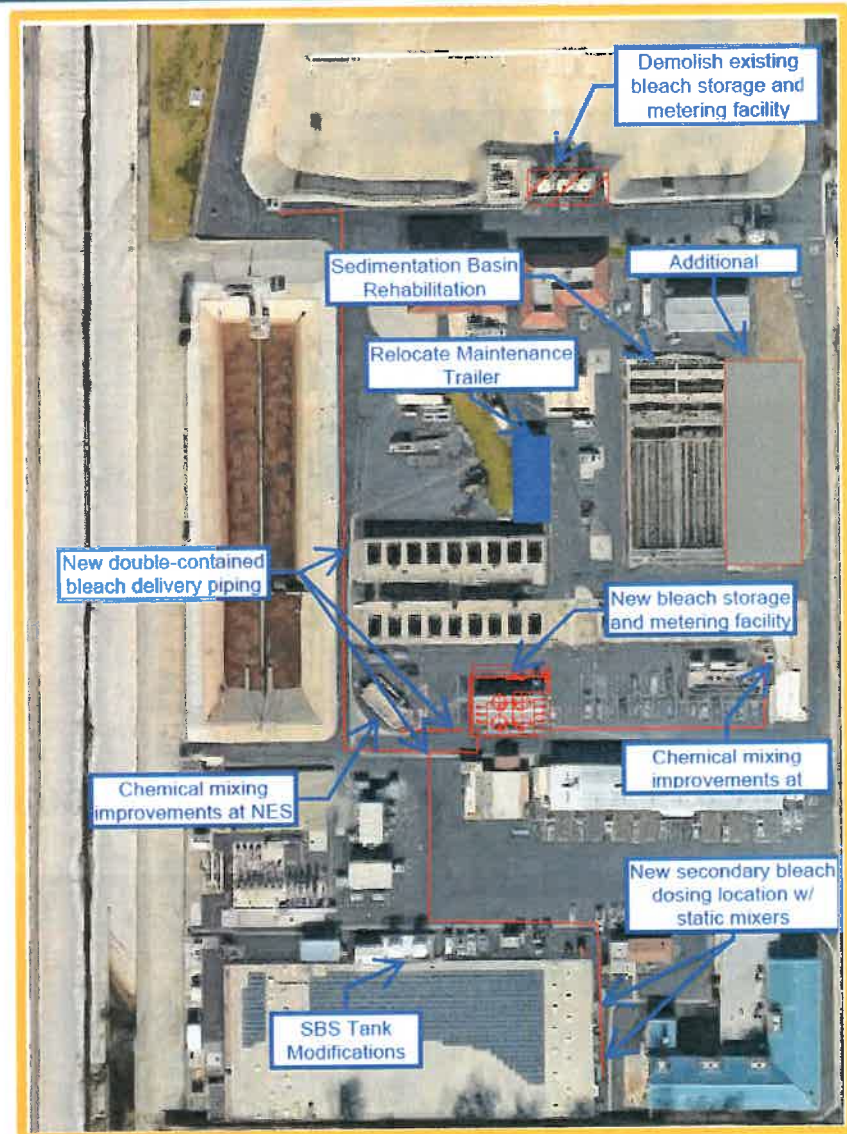 Demolish existing
bleach storage and
metering facility
Sedimentation Basin
Rehabilitation
Additional
Relocate Maintenance
Trailer
New double-contained
bleach delivery piping
New bleach storage
and metering facility
Chemical mixing
improvements at NES
Chemical mixing
improvements at
New secondary bleach
dosing location w/
static mixers
SBS Tank
Modifications